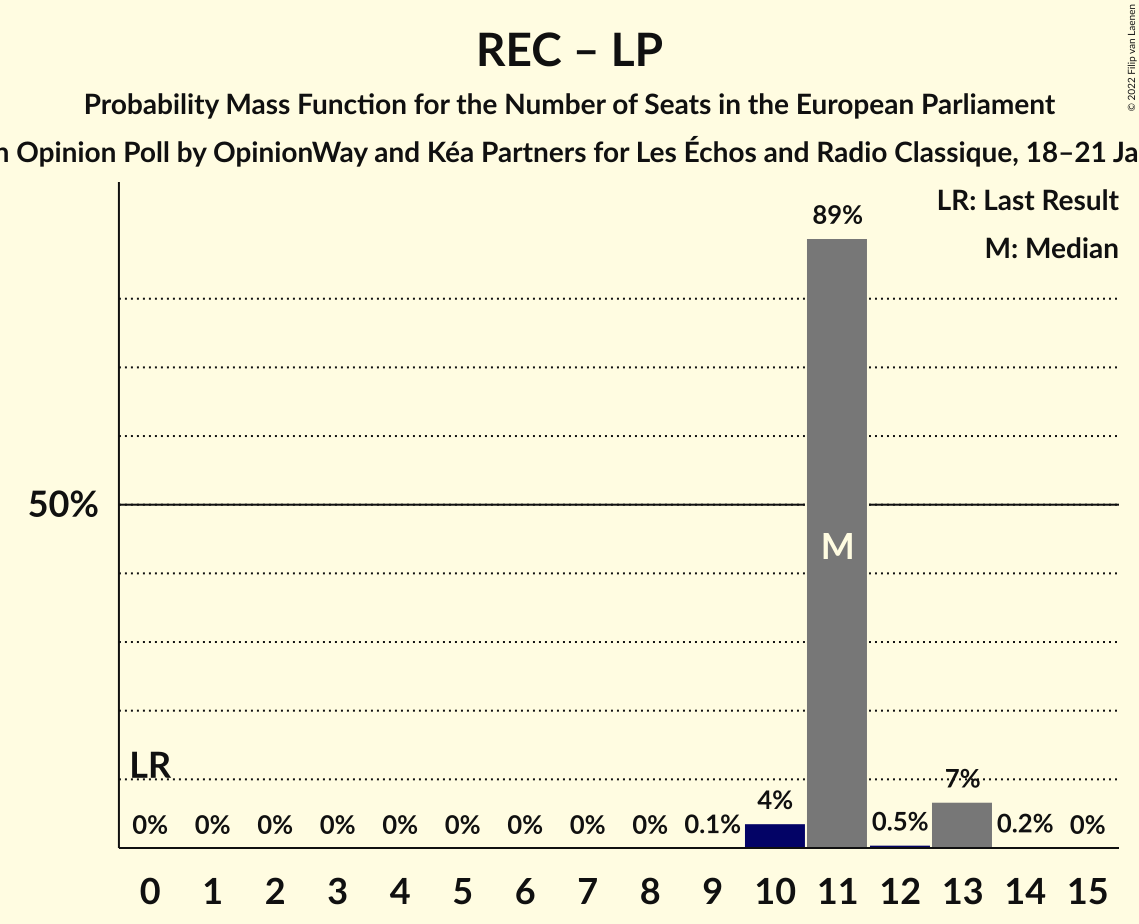 REC – LP
Probability Mass Function for the Number of Seats in the European Parliament
n Opinion Poll by OpinionWay and Kéa Partners for Les Échos and Radio Classique, 18–21 Ja
© 2022 Filip van Laenen
LR: Last Result
M: Median
89%
50%
M
LR
0% 0% 0% 0% 0% 0% 0% 0% 0% 0.1% 4% 0.5% 7% 0.2% 0%
0 1 2 3 4 5 6 7 8 9 10 11 12 13 14 15